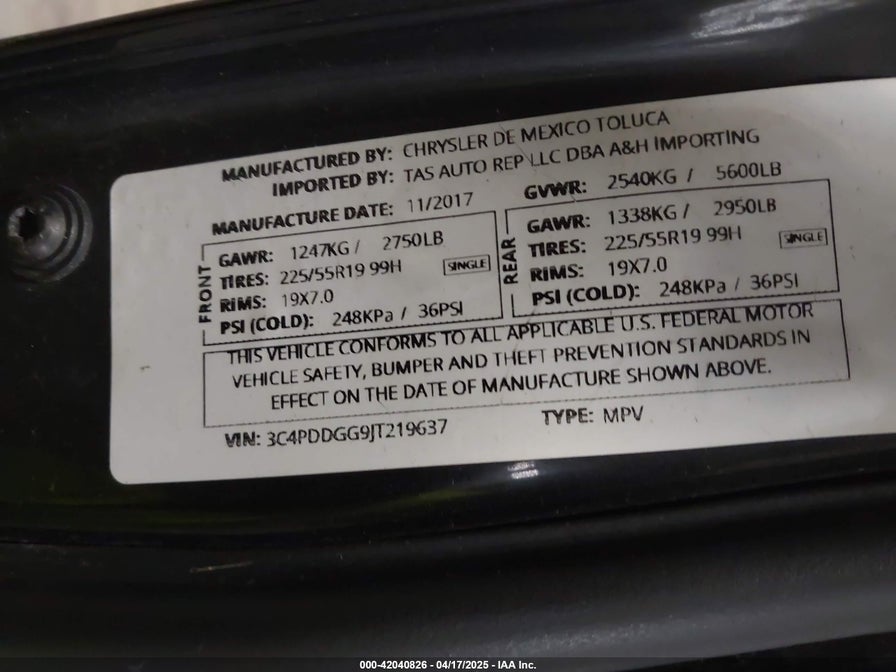 MANUFACTURED BY: CHRYSLER DE MEXICO TOLUCA
IMPORTED BY: TAS AUTO REP LLC DBA A&H IMPORTING
MANUFACTURE DATE: 11/2017
GVWR: 2540KG / 5600LB
FRONT
GAWR: 1247KG / 2750LB
TIRES: 225/55R19 99H
SINGLE
RIMS: 19X7.0
PSI (COLD): 248KPa / 36PSI
REAR
GAWR: 1338KG / 2950LB
TIRES: 225/55R19 99H
SINGLE
RIMS: 19X7.0
PSI (COLD): 248KPa / 36PSI
THIS VEHICLE CONFORMS TO ALL APPLICABLE U.S. FEDERAL MOTOR
VEHICLE SAFETY, BUMPER AND THEFT PREVENTION STANDARDS IN
EFFECT ON THE DATE OF MANUFACTURE SHOWN ABOVE.
VIN: 3C4PDDGG9JT219637
TYPE: MPV
000-42040826 - 04/17/2025 - IAA Inc.